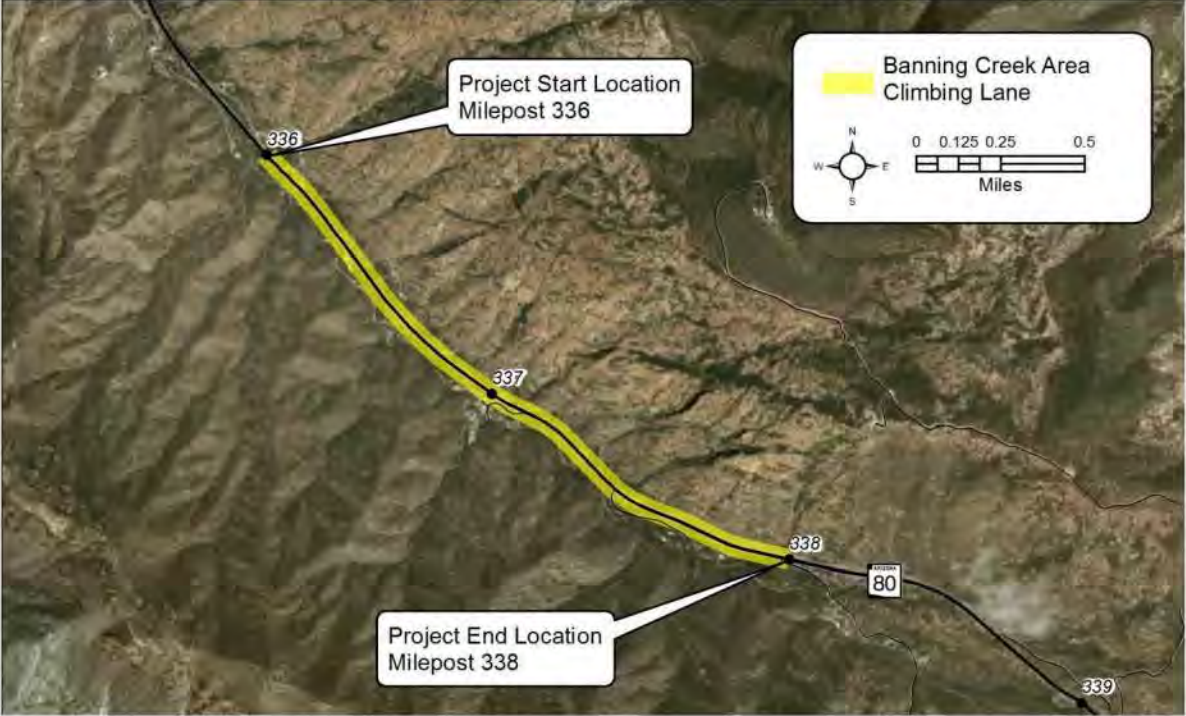 Project Start Location
Milepost 336
Banning Creek Area
Climbing Lane
N
W
E
S
0 0.125 0.25 0.5
Miles
336
337
338
ARIZONA
80
Project End Location
Milepost 338
339